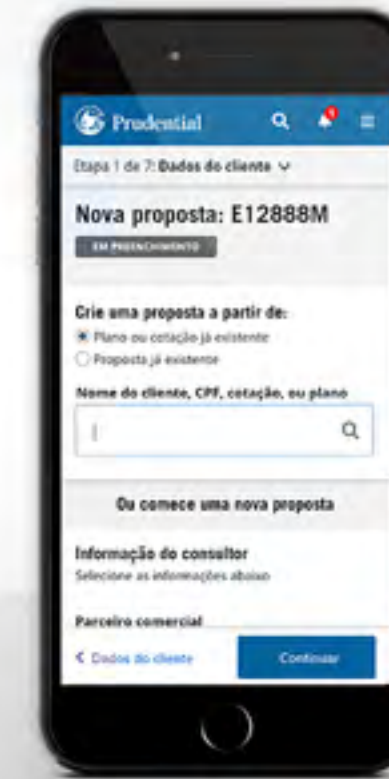 Prudential
1
Etapa 1 de 7: Dados do cliente
Nova proposta: E12888M
EM PREENCHIMENTO
Crie uma proposta a partir de:
Plano ou cotação já existente
Proposta já existente
Nome do cliente, CPF, cotação, ou plano
Ou comece uma nova proposta
Informação do consultor
Selecione as informações abaixo
Parceiro comercial
Dados do cliente
Continuar